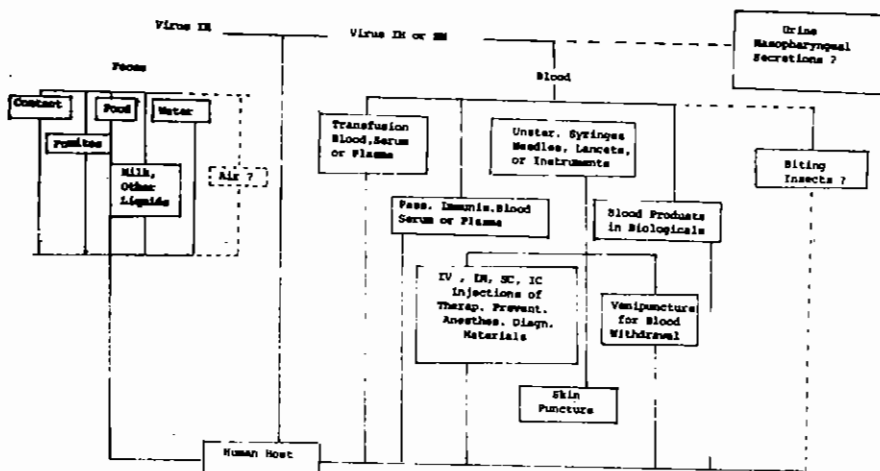 Virus IH
Virus IH or SH
Urine
Nasopharyngeal
Secretions ?
Feces
Blood
Contact
Food
Water
Fomites
Milk,
Other
Liquids
Air ?
Transfusion
Blood, Serum
or Plasma
Unster. Syringes
Needles, Lancets,
or Instruments
Biting
Insects ?
Pass. Immunis. Blood
Serum or Plasma
Blood Products
in Biologicals
IV , IM, SC, IC
Injections of
Therap. Prevent.
Anesthes. Diagn.
Materials
Venipuncture
for Blood
Withdrawal
Skin
Puncture
Human Host